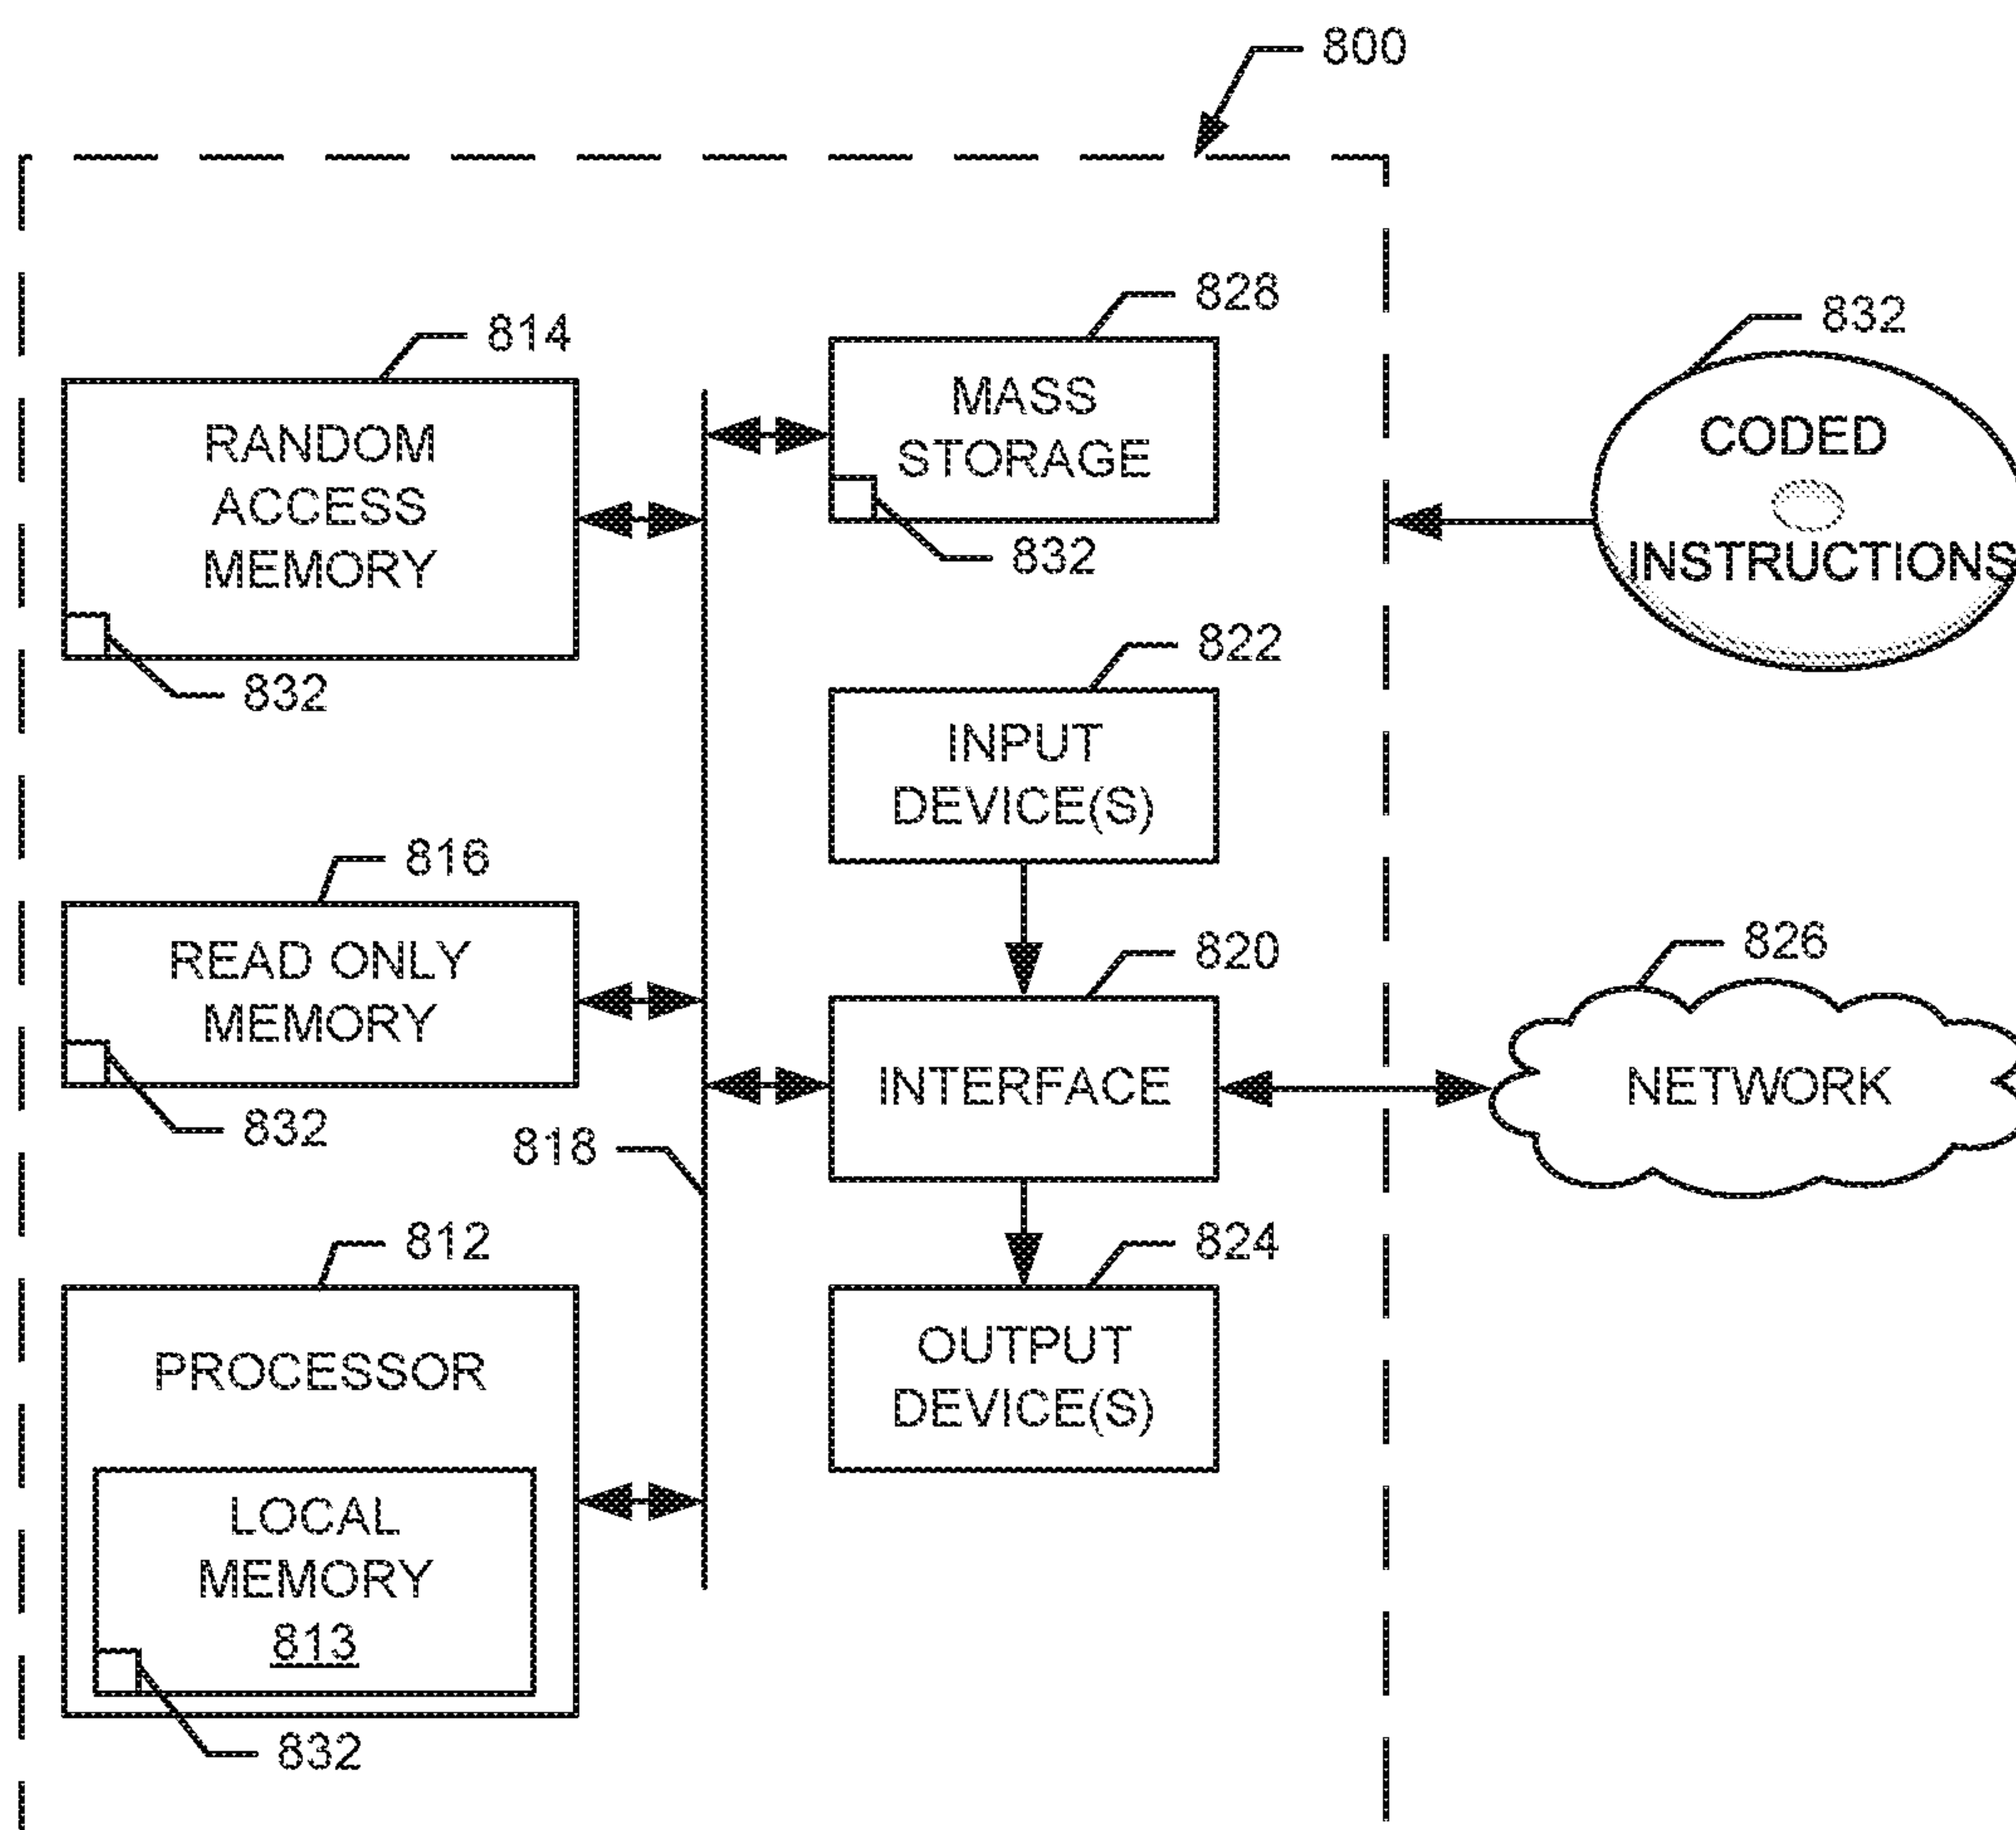 800
814
RANDOM
ACCESS
MEMORY
832
828
MASS
STORAGE
832
832
CODED
INSTRUCTIONS
822
INPUT
DEVICE(S)
816
READ ONLY
MEMORY
832
818
820
INTERFACE
826
NETWORK
812
PROCESSOR
LOCAL
MEMORY
813
832
824
OUTPUT
DEVICE(S)